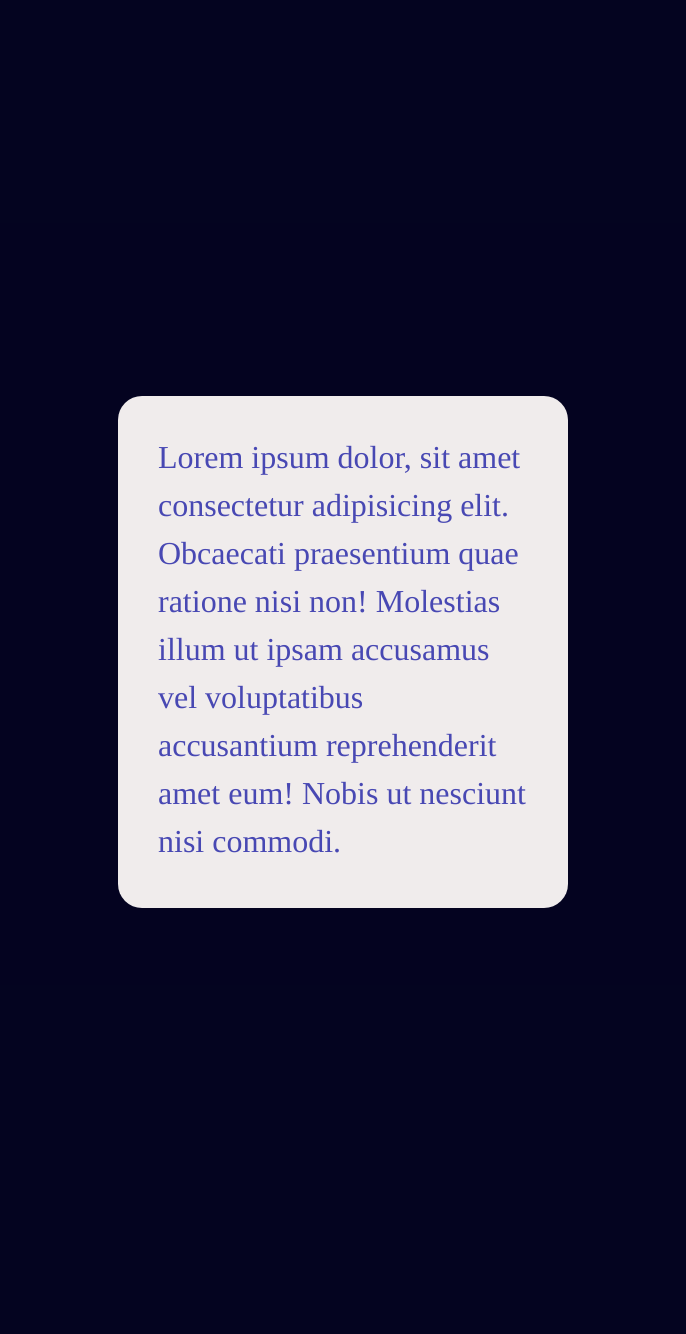 Lorem ipsum dolor, sit amet
consectetur adipisicing elit.
Obcaecati praesentium quae
ratione nisi non! Molestias
illum ut ipsam accusamus
vel voluptatibus
accusantium reprehenderit
amet eum! Nobis ut nesciunt
nisi commodi.